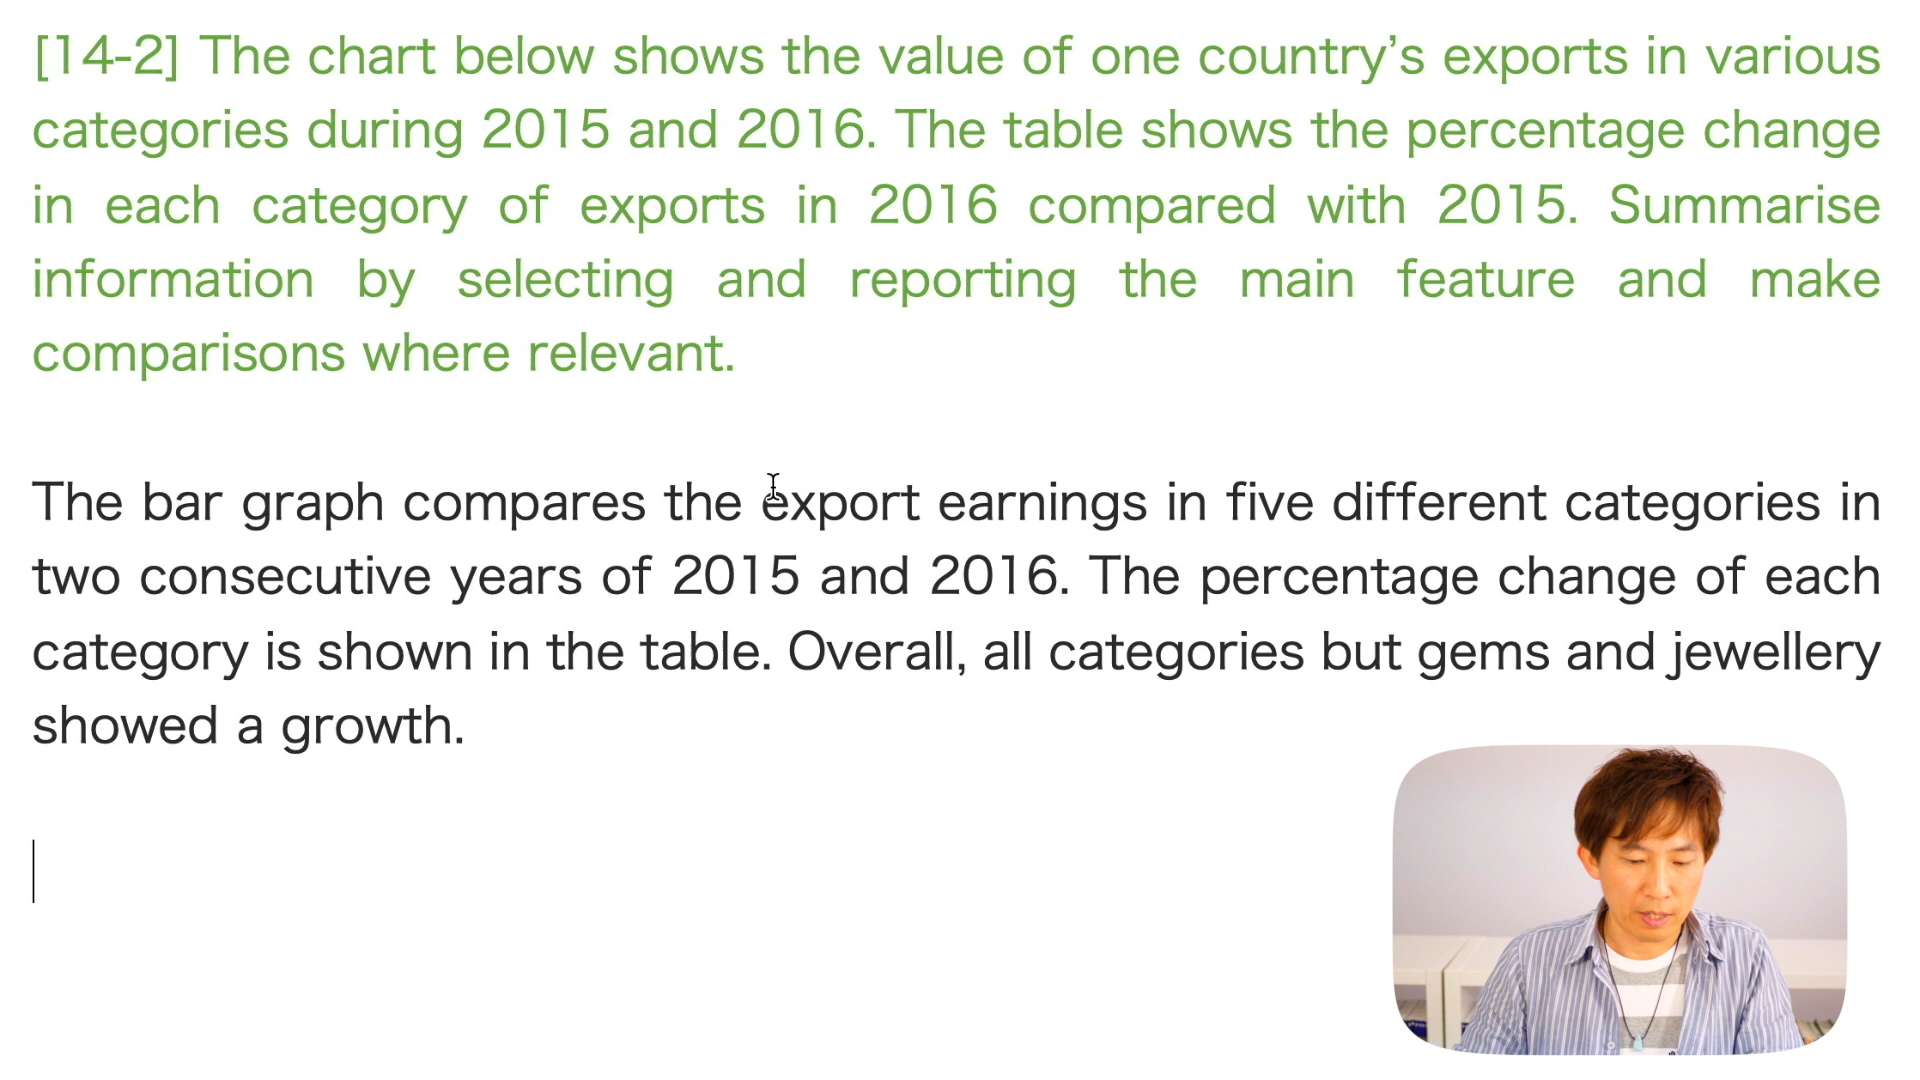 [14-2] The chart below shows the value of one country’s exports in various
categories during 2015 and 2016. The table shows the percentage change
in each category of exports in 2016 compared with 2015. Summarise
information by selecting and reporting the main feature and make
comparisons where relevant.
The bar graph compares the export earnings in five different categories in
two consecutive years of 2015 and 2016. The percentage change of each
category is shown in the table. Overall, all categories but gems and jewellery
showed a growth.